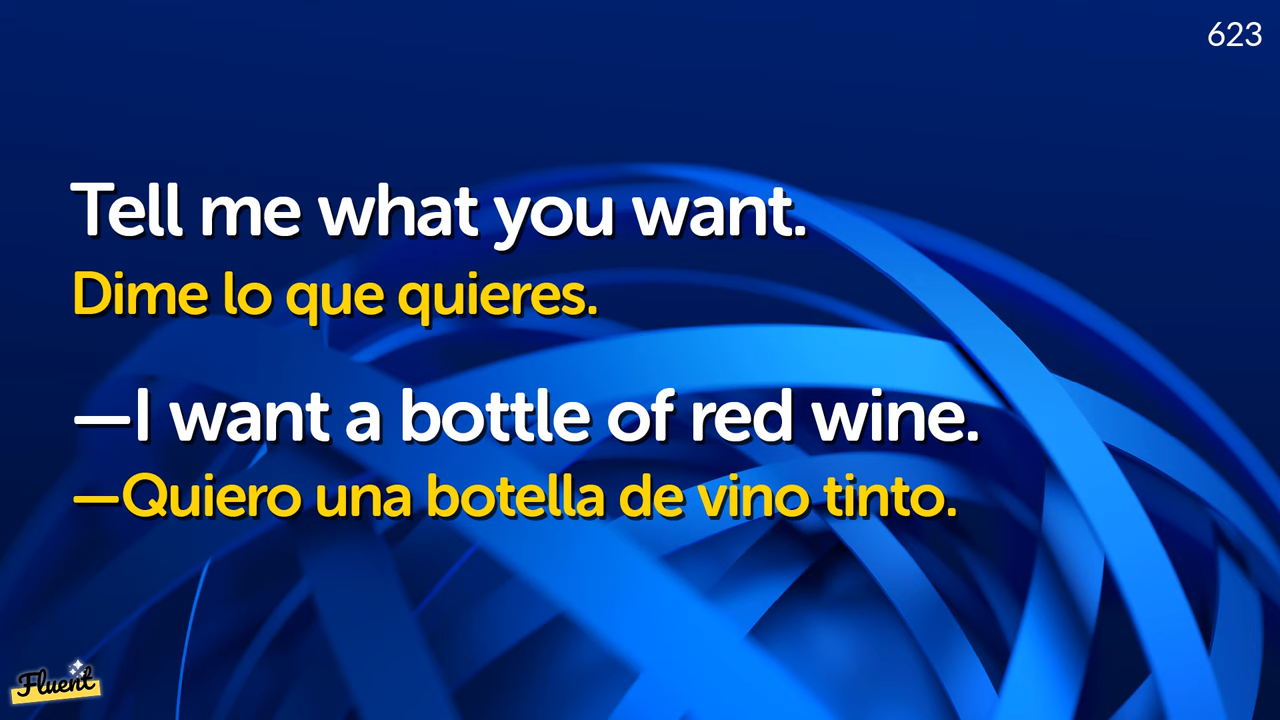 623
Tell me what you want.
Dime lo que quieres.
—I want a bottle of red wine.
—Quiero una botella de vino tinto.
Fluent